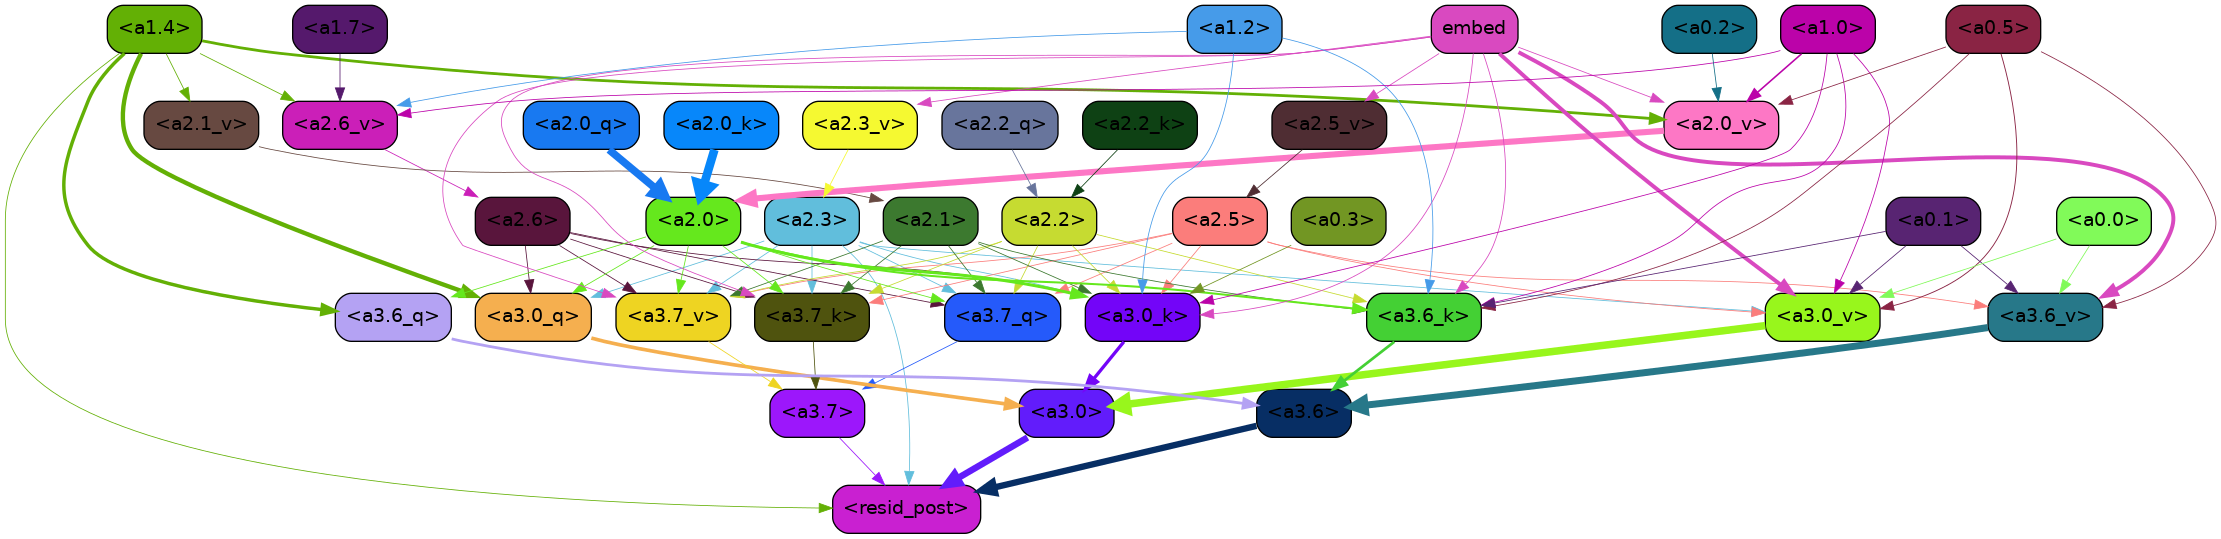 <a1.4> <a1.7> <a1.2> embed <a0.2> <a1.0> <a0.5>
<a2.1_v> <a2.6_v> <a2.0_q> <a2.0_k> <a2.3_v> <a2.2_q> <a2.2_k> <a2.5_v> <a2.0_v>
<a2.6> <a2.0> <a2.3> <a2.1> <a2.2> <a2.5> <a0.3> <a0.1> <a0.0>
<a3.6_q> <a3.0_q> <a3.7_v> <a3.7_k> <a3.7_q> <a3.0_k> <a3.6_k> <a3.0_v> <a3.6_v>
<a3.7> <a3.0> <a3.6>
<resid_post>